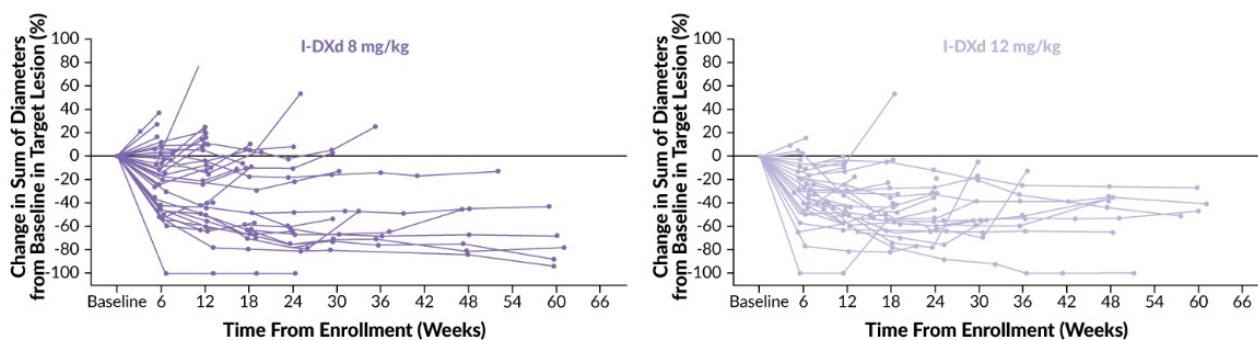 I-DXd 8 mg/kg
Change in Sum of Diameters
from Baseline in Target Lesion (%)
100
80
60
40
20
0
-20
-40
-60
-80
-100
Baseline 6 12 18 24 30 36 42 48 54 60 66
Time From Enrollment (Weeks)
I-DXd 12 mg/kg
Change in Sum of Diameters
from Baseline in Target Lesion (%)
100
80
60
40
20
0
-20
-40
-60
-80
-100
Baseline 6 12 18 24 30 36 42 48 54 60 66
Time From Enrollment (Weeks)